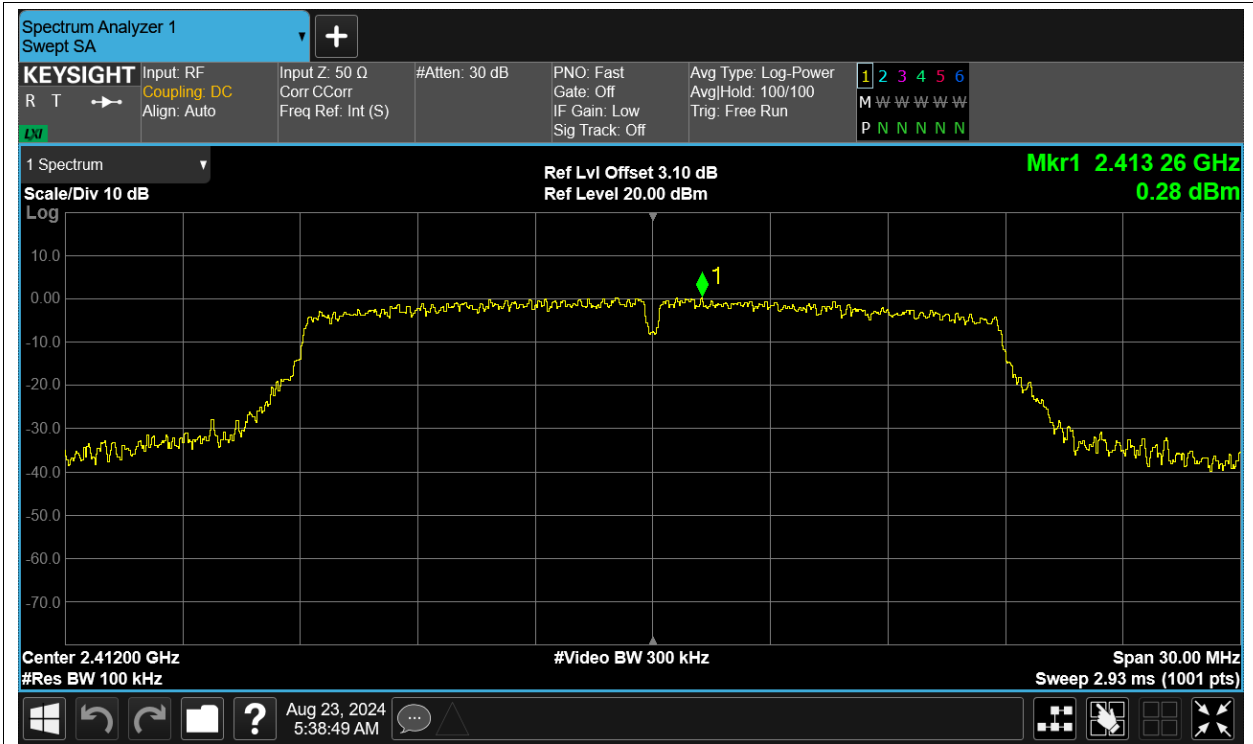 Spectrum Analyzer 1
Swept SA
+
KEYSIGHT
R T
LXI
Input: RF
Coupling: DC
Align: Auto
Input Z: 50 Ω
Corr CCorr
Freq Ref: Int (S)
#Atten: 30 dB
PNO: Fast
Gate: Off
IF Gain: Low
Sig Track: Off
Avg Type: Log-Power
Avg|Hold: 100/100
Trig: Free Run
1 2 3 4 5 6
M W W W W W
P N N N N N
1 Spectrum
Scale/Div 10 dB
Log
Ref Lvl Offset 3.10 dB
Ref Level 20.00 dBm
Mkr1 2.413 26 GHz
0.28 dBm
1
10.0
0.00
-10.0
-20.0
-30.0
-40.0
-50.0
-60.0
-70.0
Center 2.41200 GHz
#Res BW 100 kHz
#Video BW 300 kHz
Span 30.00 MHz
Sweep 2.93 ms (1001 pts)
?
Aug 23, 2024
5:38:49 AM